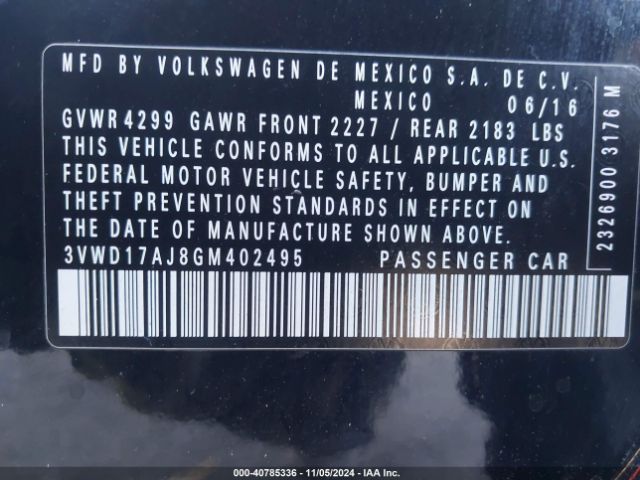 MFD BY VOLKSWAGEN DE MEXICO S.A. DE C.V.
MEXICO 06/16
GVWR 4299 GAWR FRONT 2227 / REAR 2183 LBS
THIS VEHICLE CONFORMS TO ALL APPLICABLE U.S.
FEDERAL MOTOR VEHICLE SAFETY, BUMPER AND
THEFT PREVENTION STANDARDS IN EFFECT ON
THE DATE OF MANUFACTURE SHOWN ABOVE.
3VWD17AJ8GM402495 PASSENGER CAR
2326900 3176 M
000-40785336 - 11/05/2024 - IAA Inc.